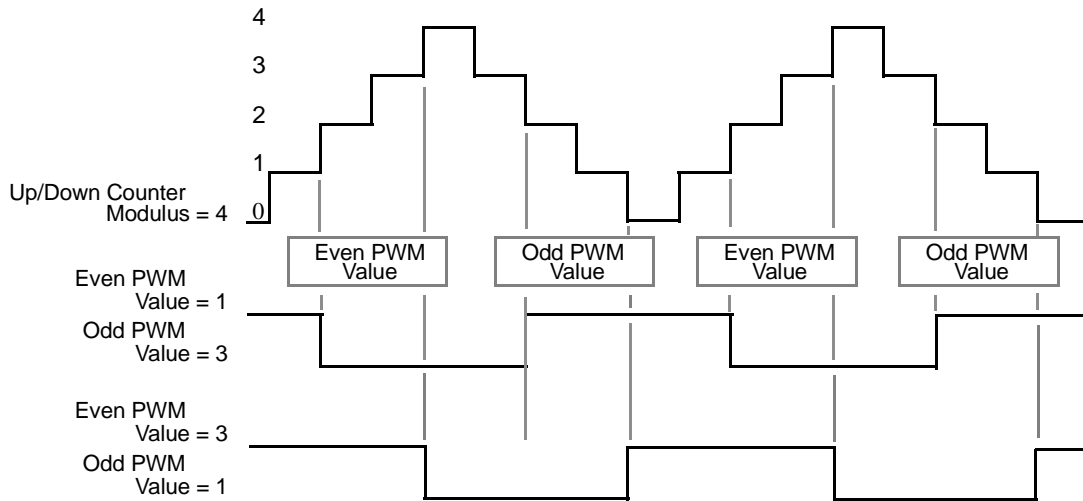 4
3
2
1
Up/Down Counter
Modulus = 4
0
Even PWM
Value
Odd PWM
Value
Even PWM
Value
Odd PWM
Value
Even PWM
Value = 1
Odd PWM
Value = 3
Even PWM
Value = 3
Odd PWM
Value = 1